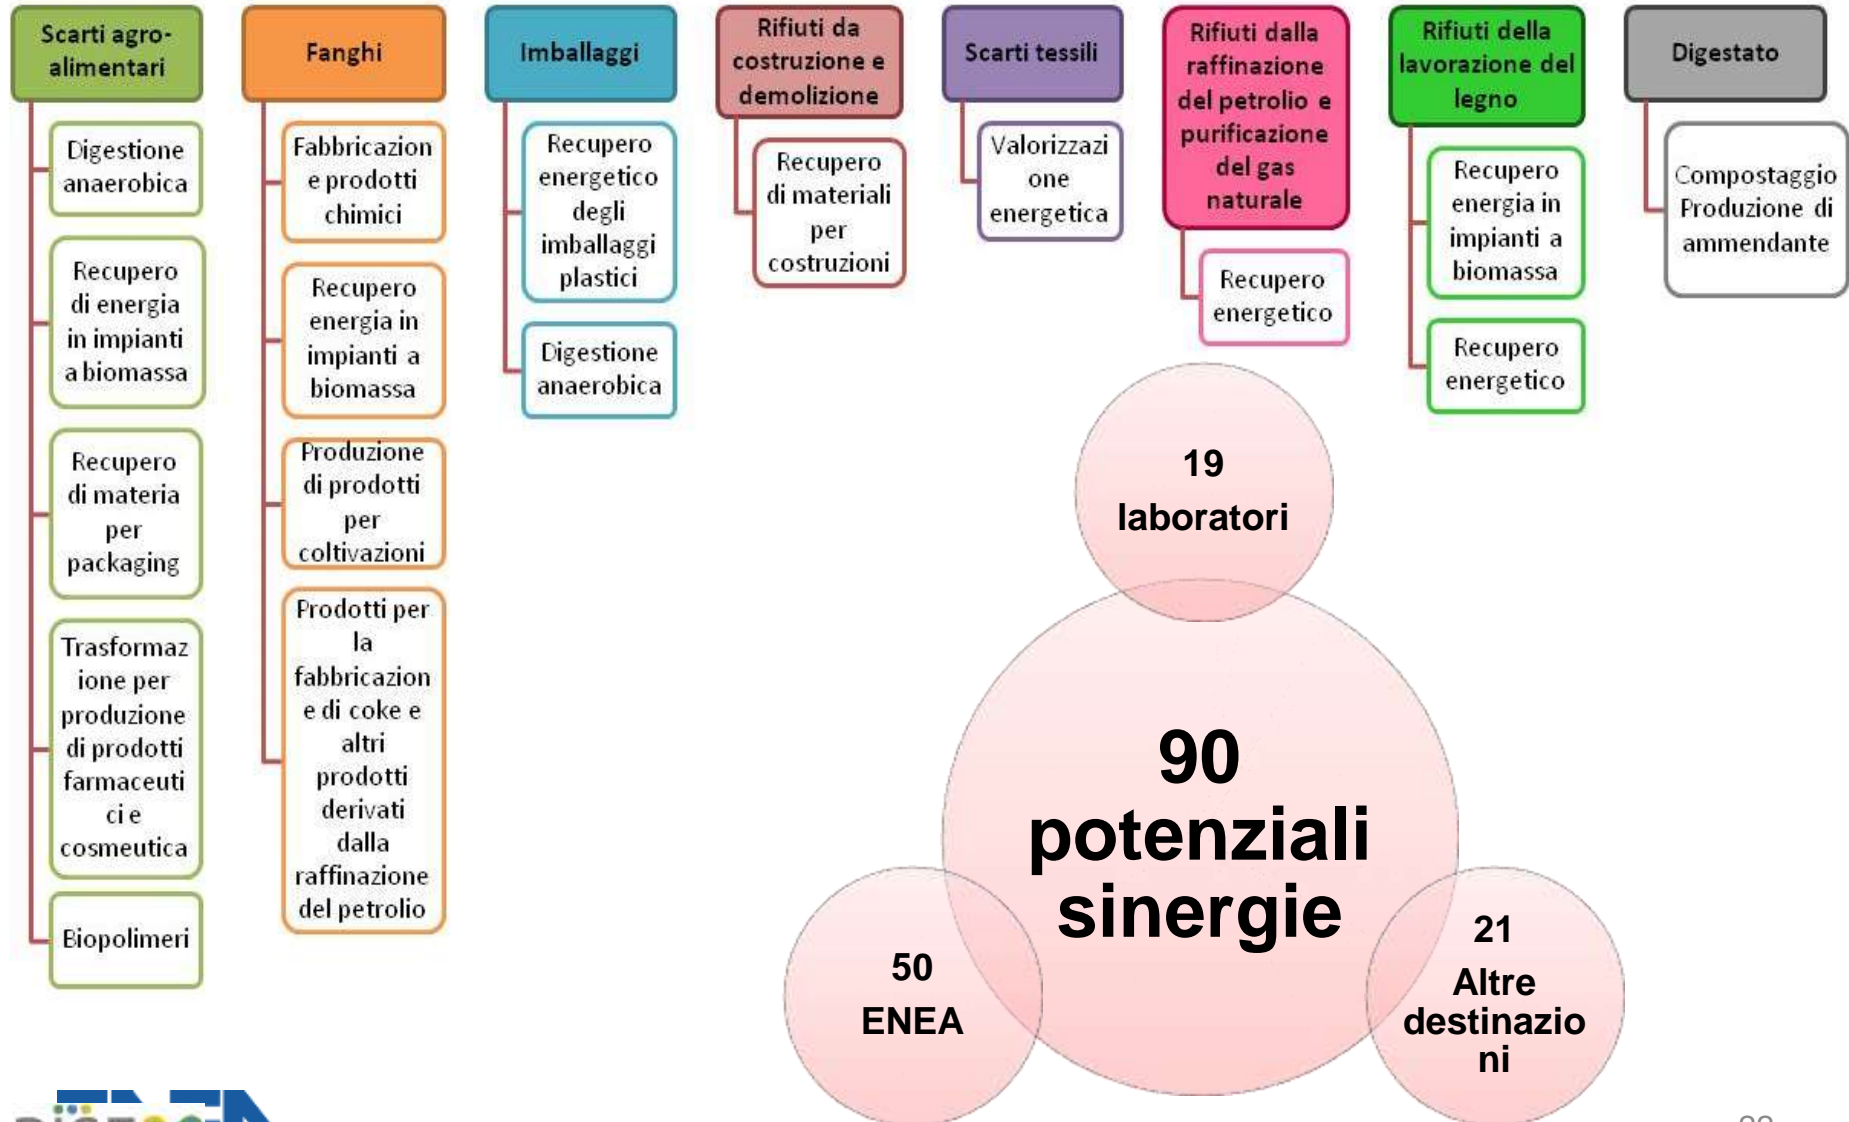 Scarti agro-
alimentari
Digestione
anaerobica
Recupero
di energia
in impianti
a biomassa
Recupero
di materia
per
packaging
Trasformaz
ione per
produzione
di prodotti
farmaceuti
ci e
cosmeutica
Biopolimeri
Fanghi
Fabbricazion
e prodotti
chimici
Recupero
energia in
impianti a
biomassa
Produzione
di prodotti
per
coltivazioni
Prodotti per
la
fabbricazion
e di coke e
altri
prodotti
derivati
dalla
raffinazione
del petrolio
Imballaggi
Recupero
energetico
degli
imballaggi
plastici
Digestione
anaerobica
Rifiuti da
costruzione e
demolizione
Recupero
di materiali
per
costruzioni
Scarti tessili
Valorizzazi
one
energetica
Rifiuti dalla
raffinazione
del petrolio e
purificazione
del gas
naturale
Recupero
energetico
Rifiuti della
lavorazione del
legno
Recupero
energia in
impianti a
biomassa
Recupero
energetico
Digestato
Compostaggio
Produzione di
ammendante
19
laboratori
90
potenziali
sinergie
50
ENEA
21
Altre
destinazio
ni